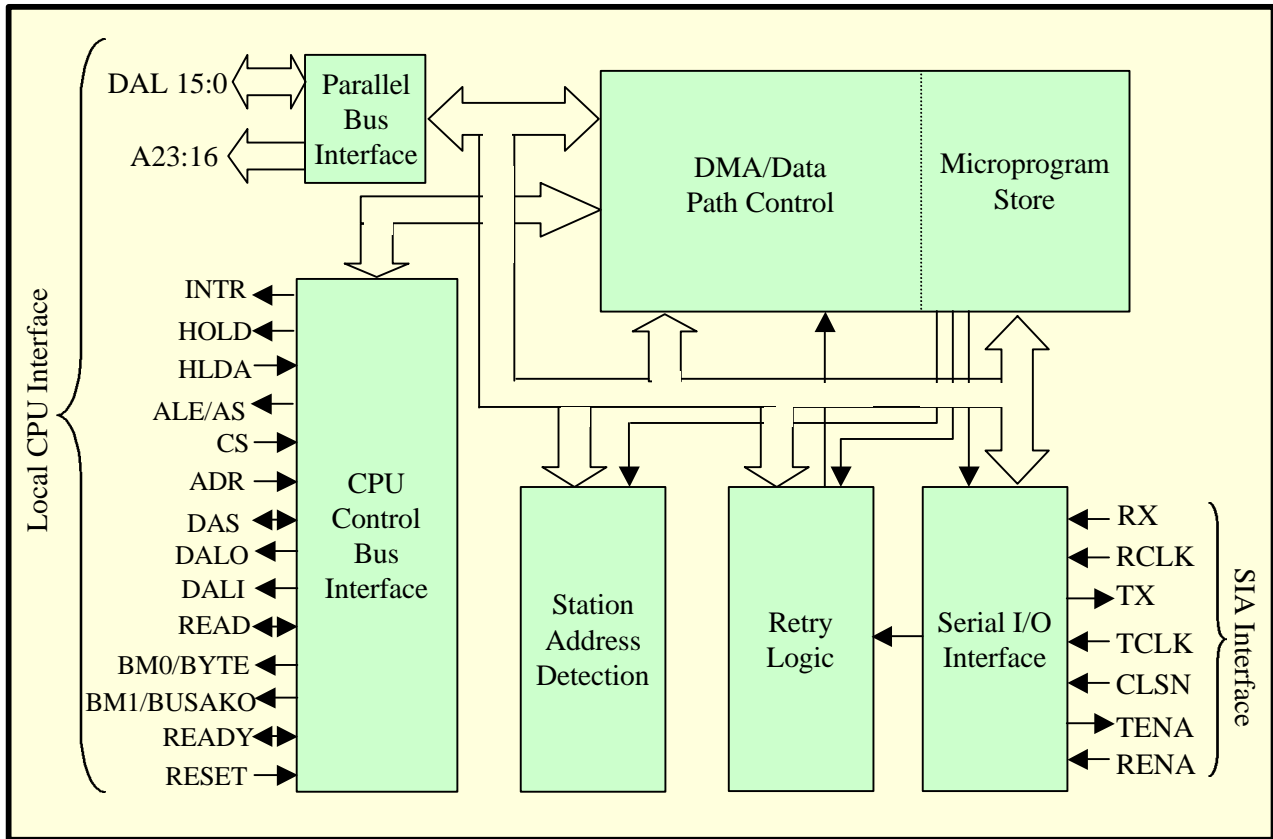 Local CPU Interface
DAL 15:0
A23:16
Parallel
Bus
Interface
DMA/Data
Path Control
Microprogram
Store
INTR
HOLD
HLDA
ALE/AS
CS
ADR
DAS
DALO
DALI
READ
BM0/BYTE
BM1/BUSAKO
READY
RESET
CPU
Control
Bus
Interface
Station
Address
Detection
Retry
Logic
Serial I/O
Interface
RX
RCLK
TX
TCLK
CLSN
TENA
RENA
SIA Interface